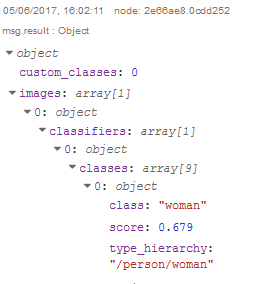 05/06/2017, 16:02:11 node: 2e66ae8.0cdd252
msg.result : Object
object
custom_classes: 0
images: array[1]
0: object
classifiers: array[1]
0: object
classes: array[9]
0: object
class: "woman"
score: 0.679
type_hierarchy:
"/person/woman"